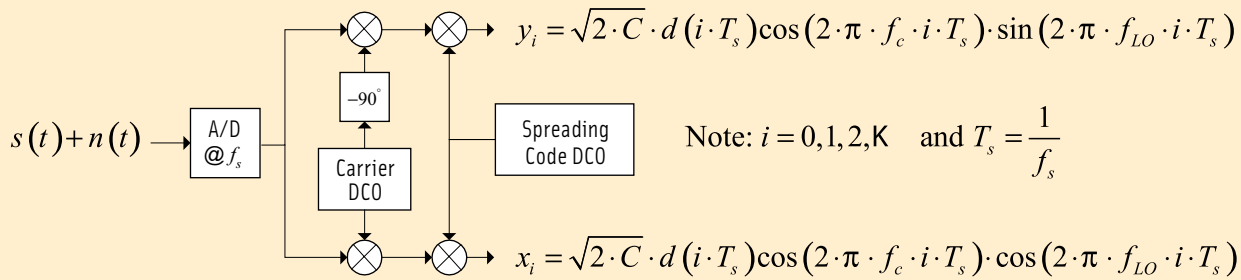 y_i = √(2·C) · d(i·T_s)cos(2·π·f_c·i·T_s)·sin(2·π·f_LO·i·T_s)
−90°
A/D
@f_s
s(t)+n(t)
Spreading
Code DCO
Note: i = 0,1,2,K and T_s = 1/f_s
Carrier
DCO
x_i = √(2·C) · d(i·T_s)cos(2·π·f_c·i·T_s)·cos(2·π·f_LO·i·T_s)